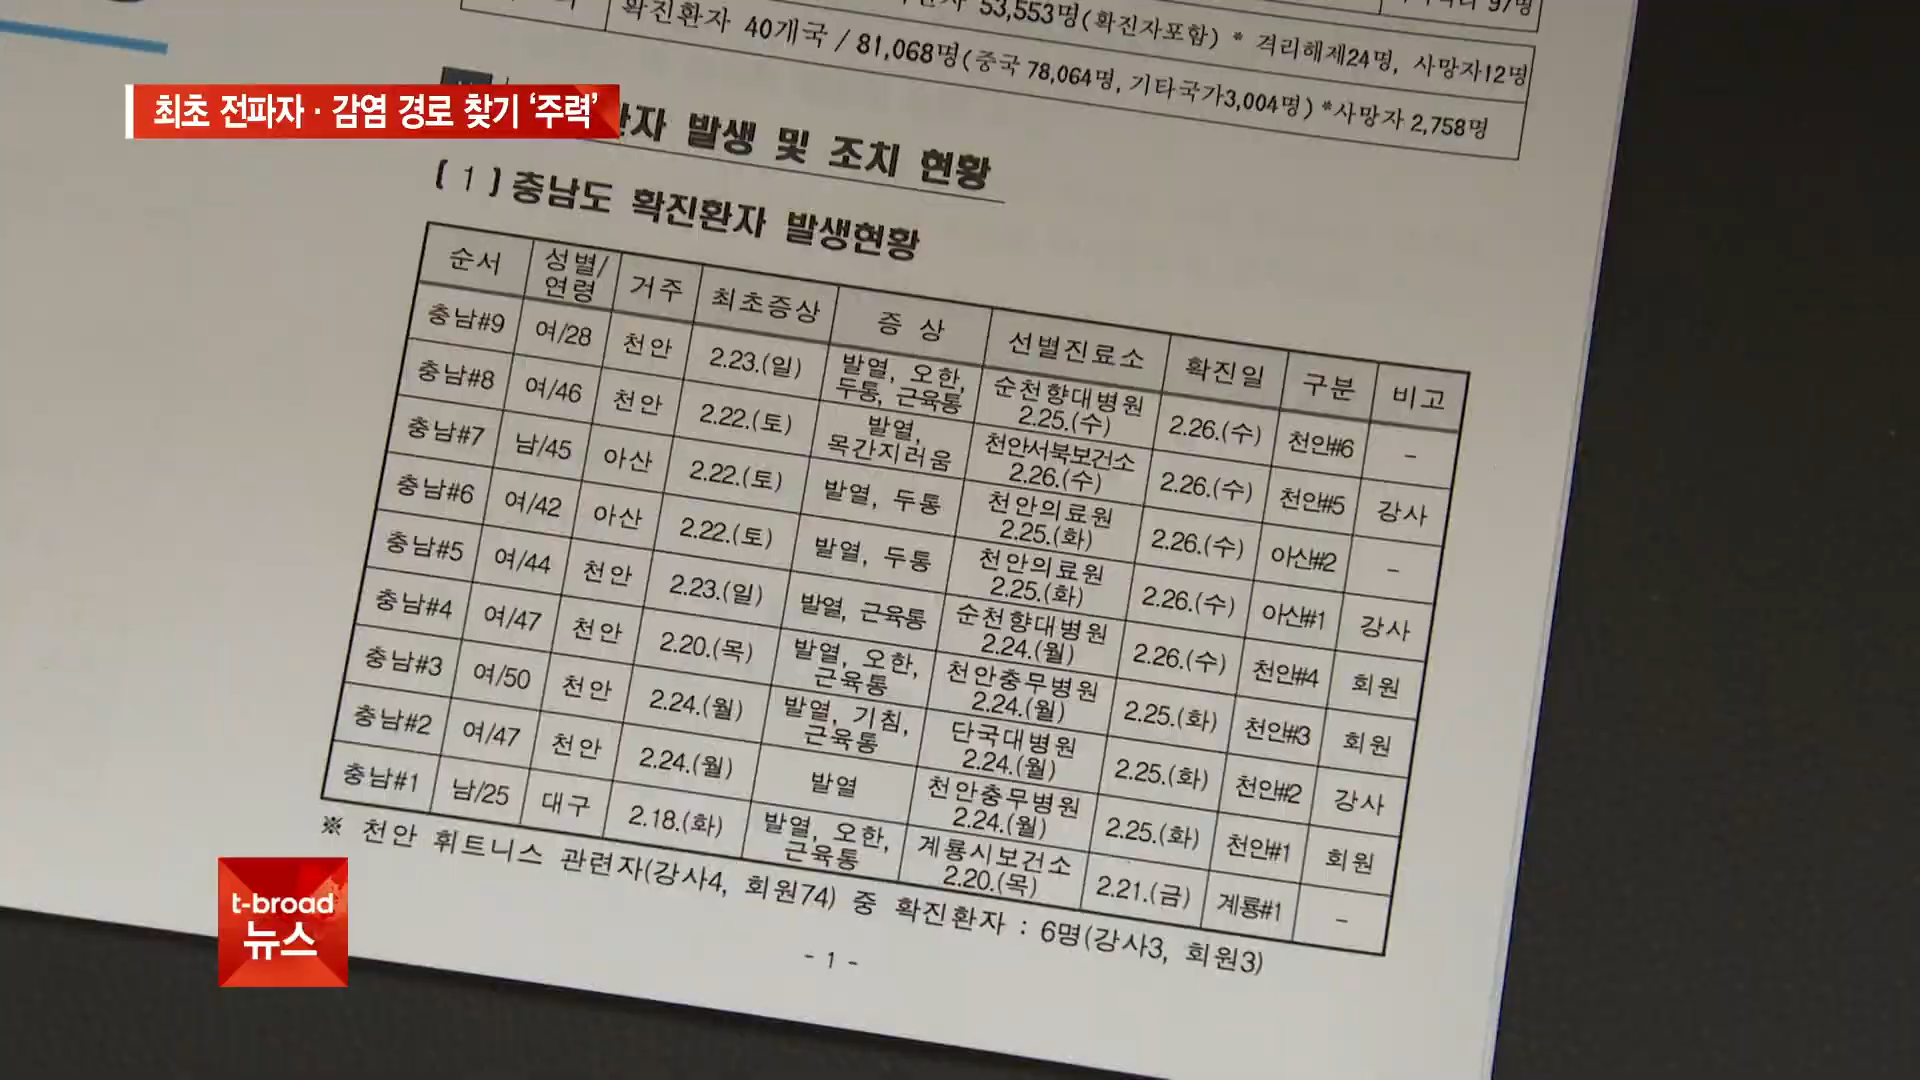 53,553명(확진자포함) * 격리해제24명, 사망자12명
확진환자 40개국 / 81,068명(중국 78,064명, 기타국가3,004명) *사망자 2,758명
최초 전파자·감염 경로 찾기 '주력'
환자 발생 및 조치 현황
( 1 ) 충남도 확진환자 발생현황
순서 성별/연령 거주 최초증상 증 상 선별진료소 확진일 구분 비고
충남#9 여/28 천안 2.23.(일) 발열, 오한, 두통, 근육통 순천향대병원 2.25.(수) 2.26.(수) 천안#6 -
충남#8 여/46 천안 2.22.(토) 발열, 목간지러움 천안서북보건소 2.26.(수) 2.26.(수) 천안#5 강사
충남#7 남/45 아산 2.22.(토) 발열, 두통 천안의료원 2.25.(화) 2.26.(수) 아산#2 -
충남#6 여/42 아산 2.22.(토) 발열, 두통 천안의료원 2.25.(화) 2.26.(수) 아산#1 강사
충남#5 여/44 천안 2.23.(일) 발열, 근육통 순천향대병원 2.24.(월) 2.26.(수) 천안#4 회원
충남#4 여/47 천안 2.20.(목) 발열, 오한, 근육통 천안충무병원 2.24.(월) 2.25.(화) 천안#3 회원
충남#3 여/50 천안 2.24.(월) 발열, 기침, 근육통 단국대병원 2.24.(월) 2.25.(화) 천안#2 강사
충남#2 여/47 천안 2.24.(월) 발열 천안충무병원 2.24.(월) 2.25.(화) 천안#1 회원
충남#1 남/25 대구 2.18.(화) 발열, 오한, 근육통 계룡시보건소 2.20.(목) 2.21.(금) 계룡#1 -
※ 천안 휘트니스 관련자(강사4, 회원74) 중 확진환자 : 6명(강사3, 회원3)
- 1 -
t-broad
뉴스